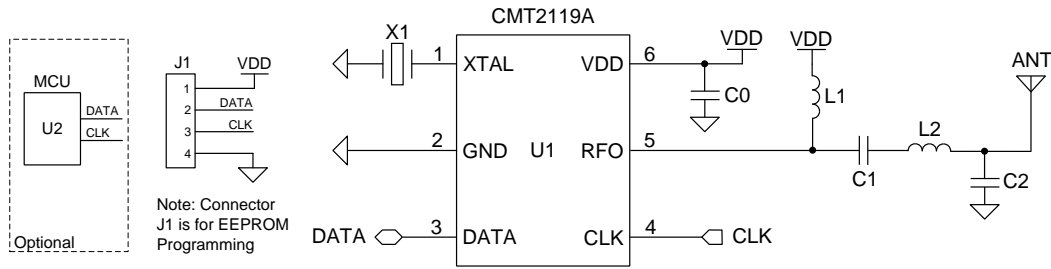 CMT2119A
MCU
U2
DATA
CLK
Optional
J1
1
2
3
4
VDD
DATA
CLK
Note: Connector
J1 is for EEPROM
Programming
X1
1
XTAL
2
GND
DATA
3
DATA
U1
VDD
6
RFO
5
CLK
4
CLK
VDD
C0
VDD
L1
C1
L2
C2
ANT